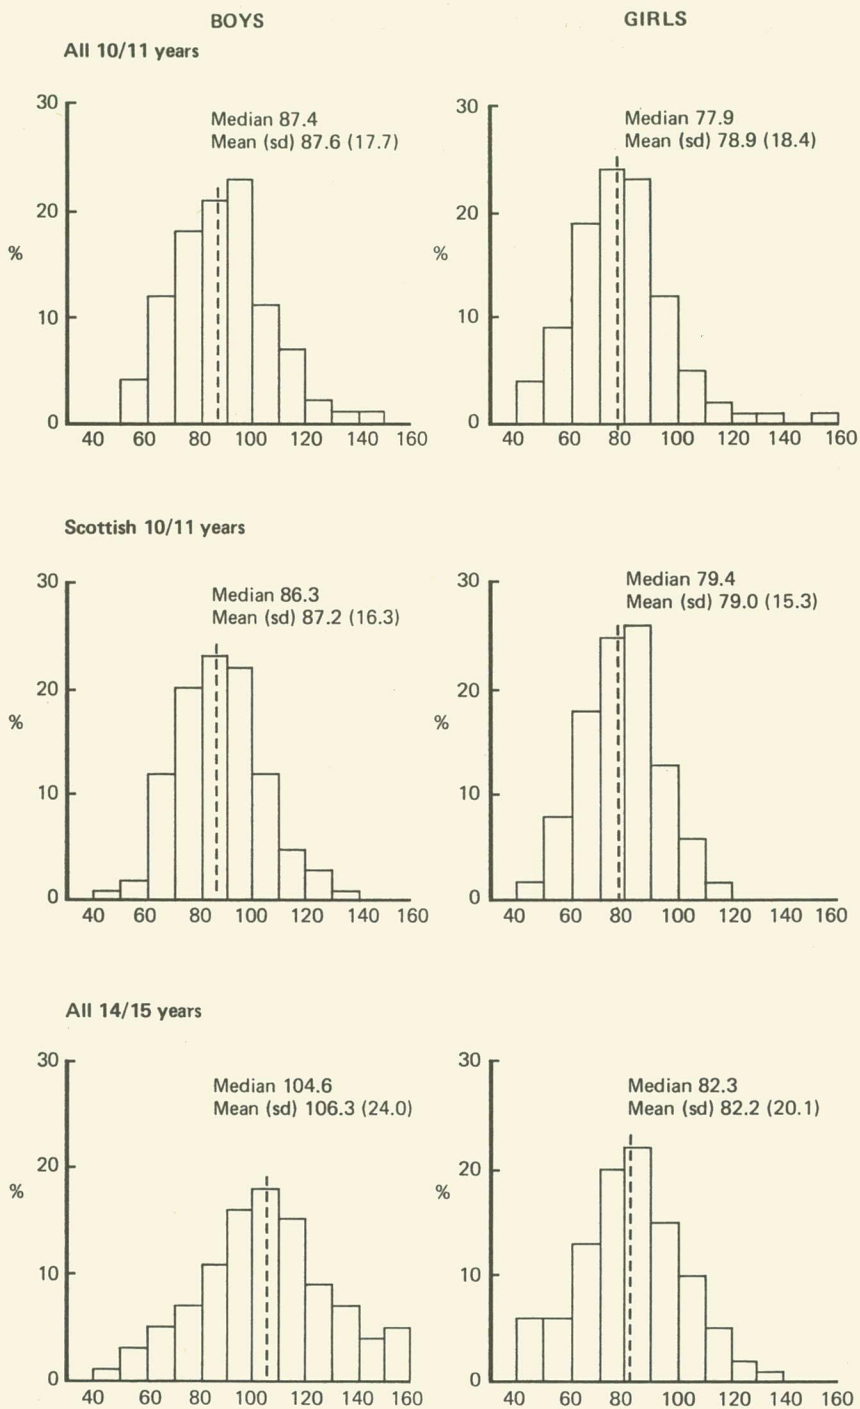 BOYS
GIRLS
All 10/11 years
30
20
%
10
0
Median 87.4
Mean (sd) 87.6 (17.7)
40 60 80 100 120 140 160
30
20
%
10
0
Median 77.9
Mean (sd) 78.9 (18.4)
40 60 80 100 120 140 160
Scottish 10/11 years
30
20
%
10
0
Median 86.3
Mean (sd) 87.2 (16.3)
40 60 80 100 120 140 160
30
20
%
10
0
Median 79.4
Mean (sd) 79.0 (15.3)
40 60 80 100 120 140 160
All 14/15 years
30
20
%
10
0
Median 104.6
Mean (sd) 106.3 (24.0)
40 60 80 100 120 140 160
30
20
%
10
0
Median 82.3
Mean (sd) 82.2 (20.1)
40 60 80 100 120 140 160